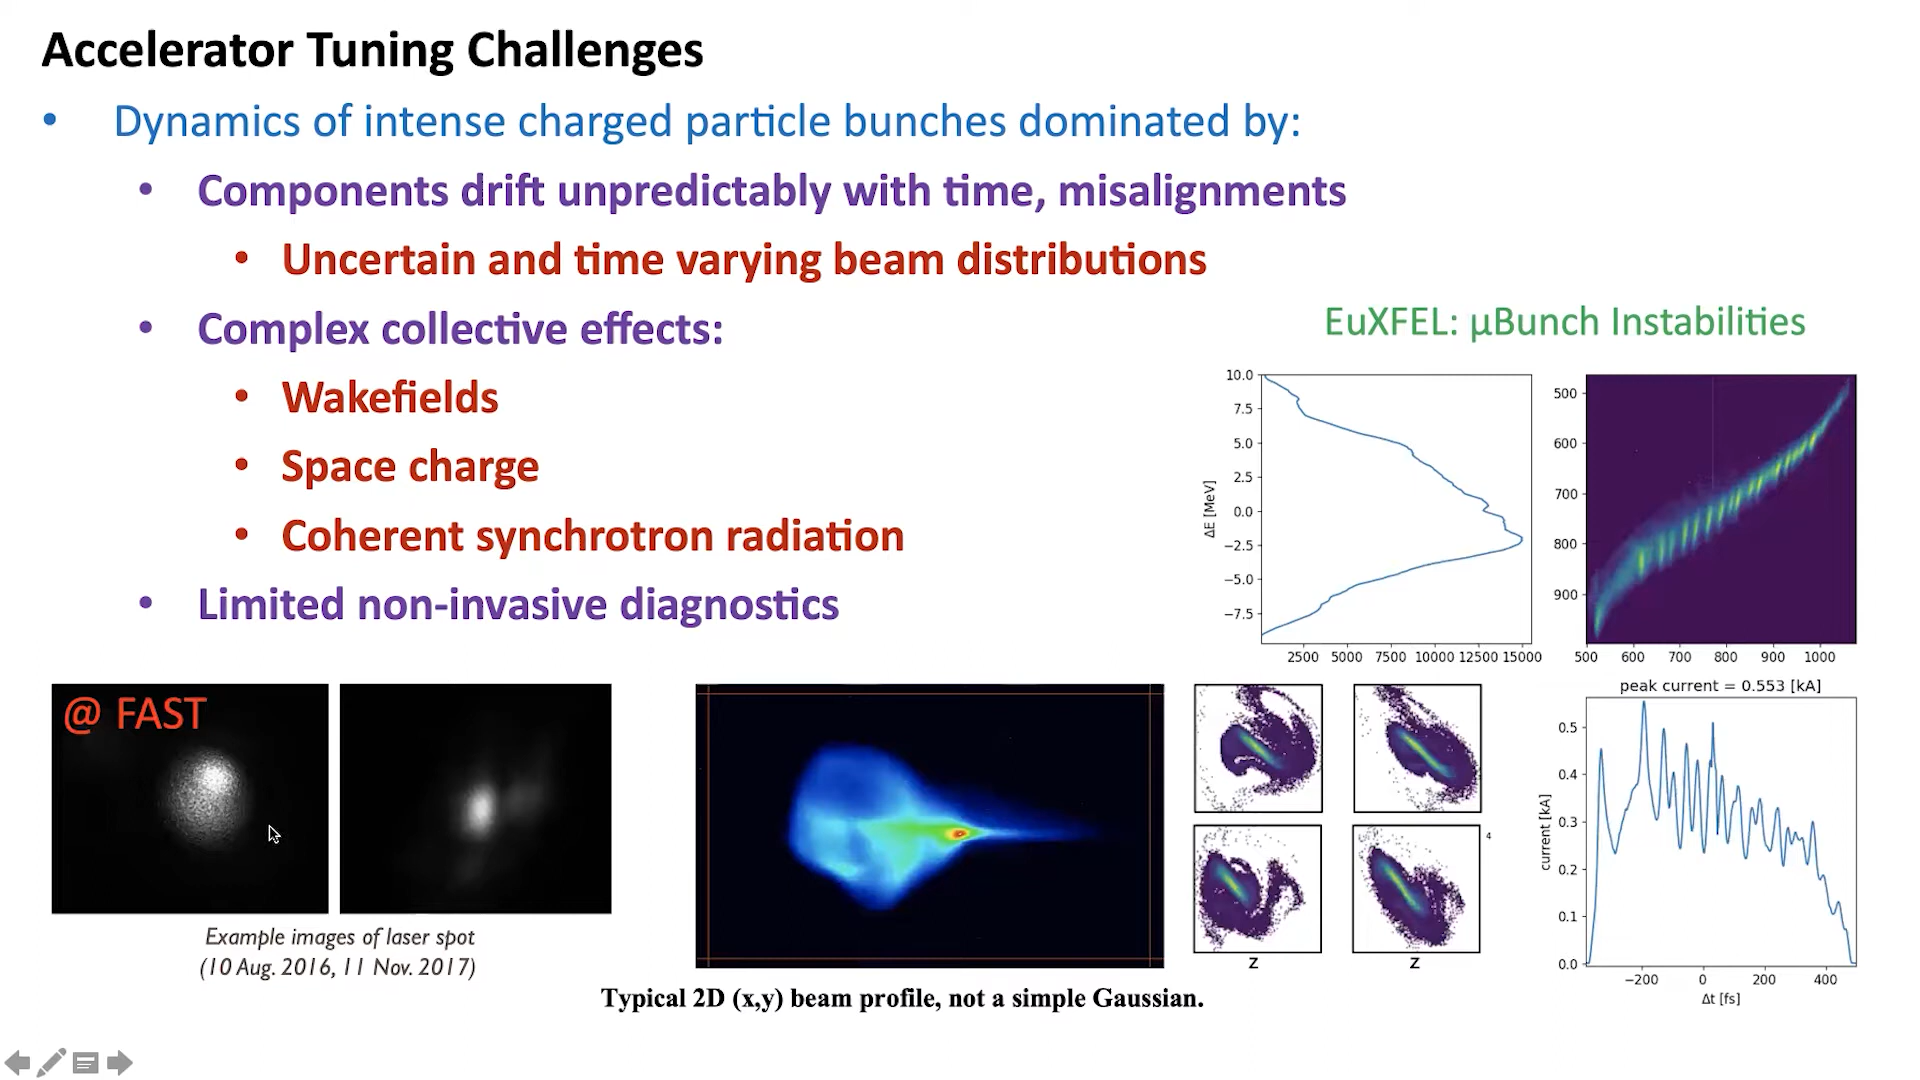 Accelerator Tuning Challenges
• Dynamics of intense charged particle bunches dominated by:
• Components drift unpredictably with time, misalignments
• Uncertain and time varying beam distributions
• Complex collective effects:
• Wakefields
• Space charge
• Coherent synchrotron radiation
• Limited non-invasive diagnostics
EuXFEL: µBunch Instabilities
10.0
7.5
5.0
2.5
0.0
−2.5
−5.0
−7.5
ΔE [MeV]
2500 5000 7500 10000 12500 15000
500
600
700
800
900
500 600 700 800 900 1000
@ FAST
Example images of laser spot
(10 Aug. 2016, 11 Nov. 2017)
Typical 2D (x,y) beam profile, not a simple Gaussian.
4
z
z
peak current = 0.553 [kA]
0.5
0.4
0.3
0.2
0.1
0.0
current [kA]
−200 0 200 400
Δt [fs]